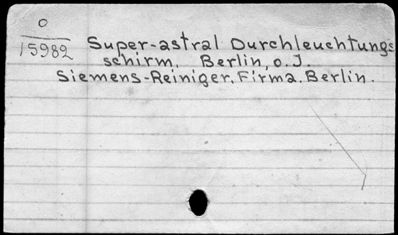 O
15982
Super-astral Durchleuchtungs
schirm. Berlin, o.J.
Siemens-Reiniger, Firma. Berlin.